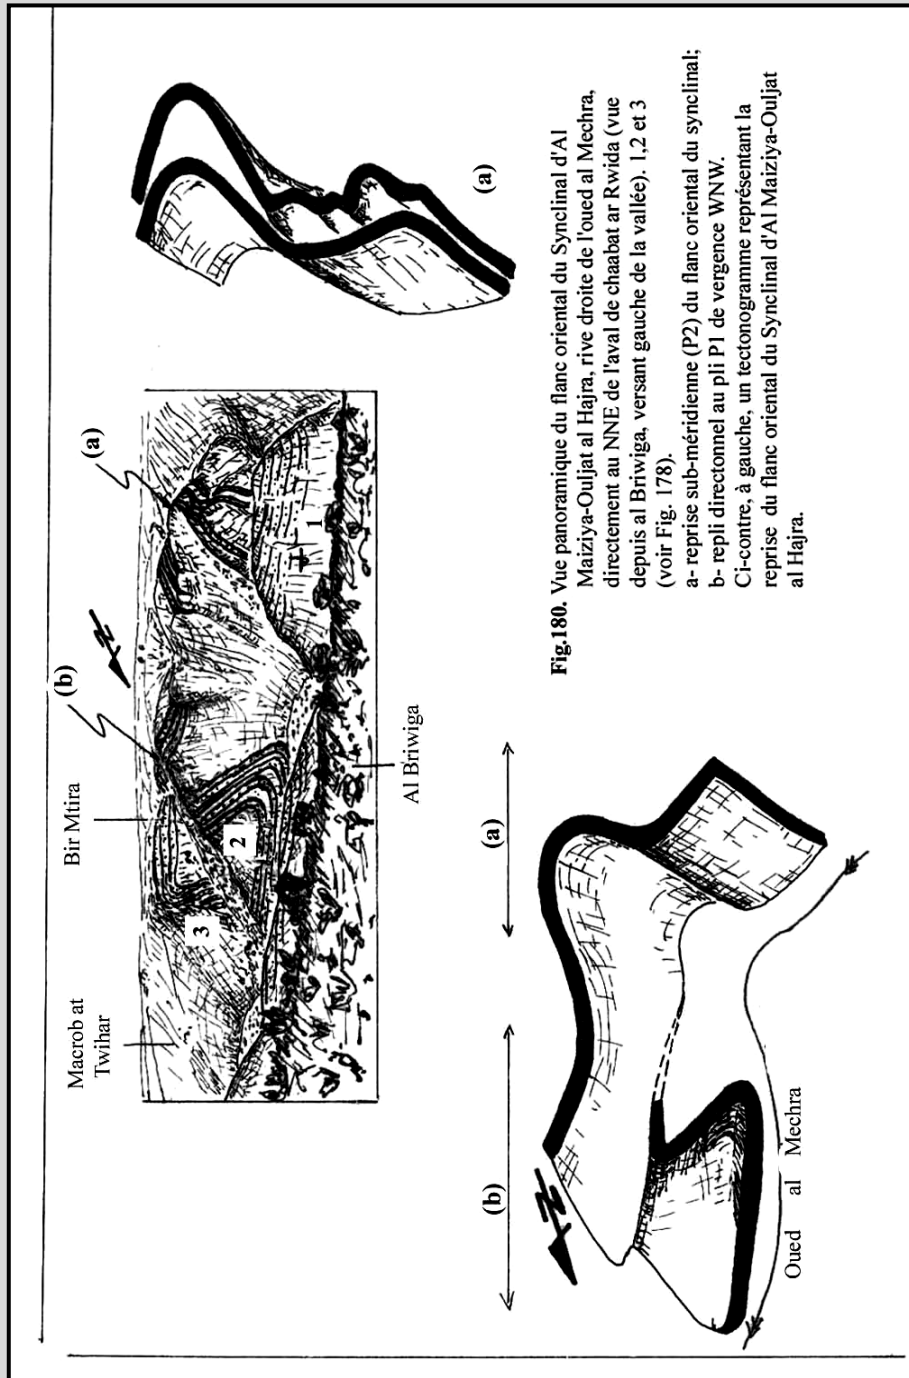 Macrob at
Twihar
Bir Mtira
(b)
(a)
N
3
2
1
Al Briwiga
(a)
(b)
(a)
N
Oued al Mechra
Fig.180. Vue panoramique du flanc oriental du Synclinal d'Al
Maiziya-Ouljat al Hajra, rive droite de l'oued al Mechra,
directement au NNE de l'aval de chaabat ar Rwida (vue
depuis al Briwiga, versant gauche de la vallée). 1,2 et 3
(voir Fig. 178).
a- reprise sub-méridienne (P2) du flanc oriental du synclinal;
b- repli directonnel au pli P1 de vergence WNW.
Ci-contre, à gauche, un tectonogramme représentant la
reprise du flanc oriental du Synclinal d'Al Maiziya-Ouljat
al Hajra.